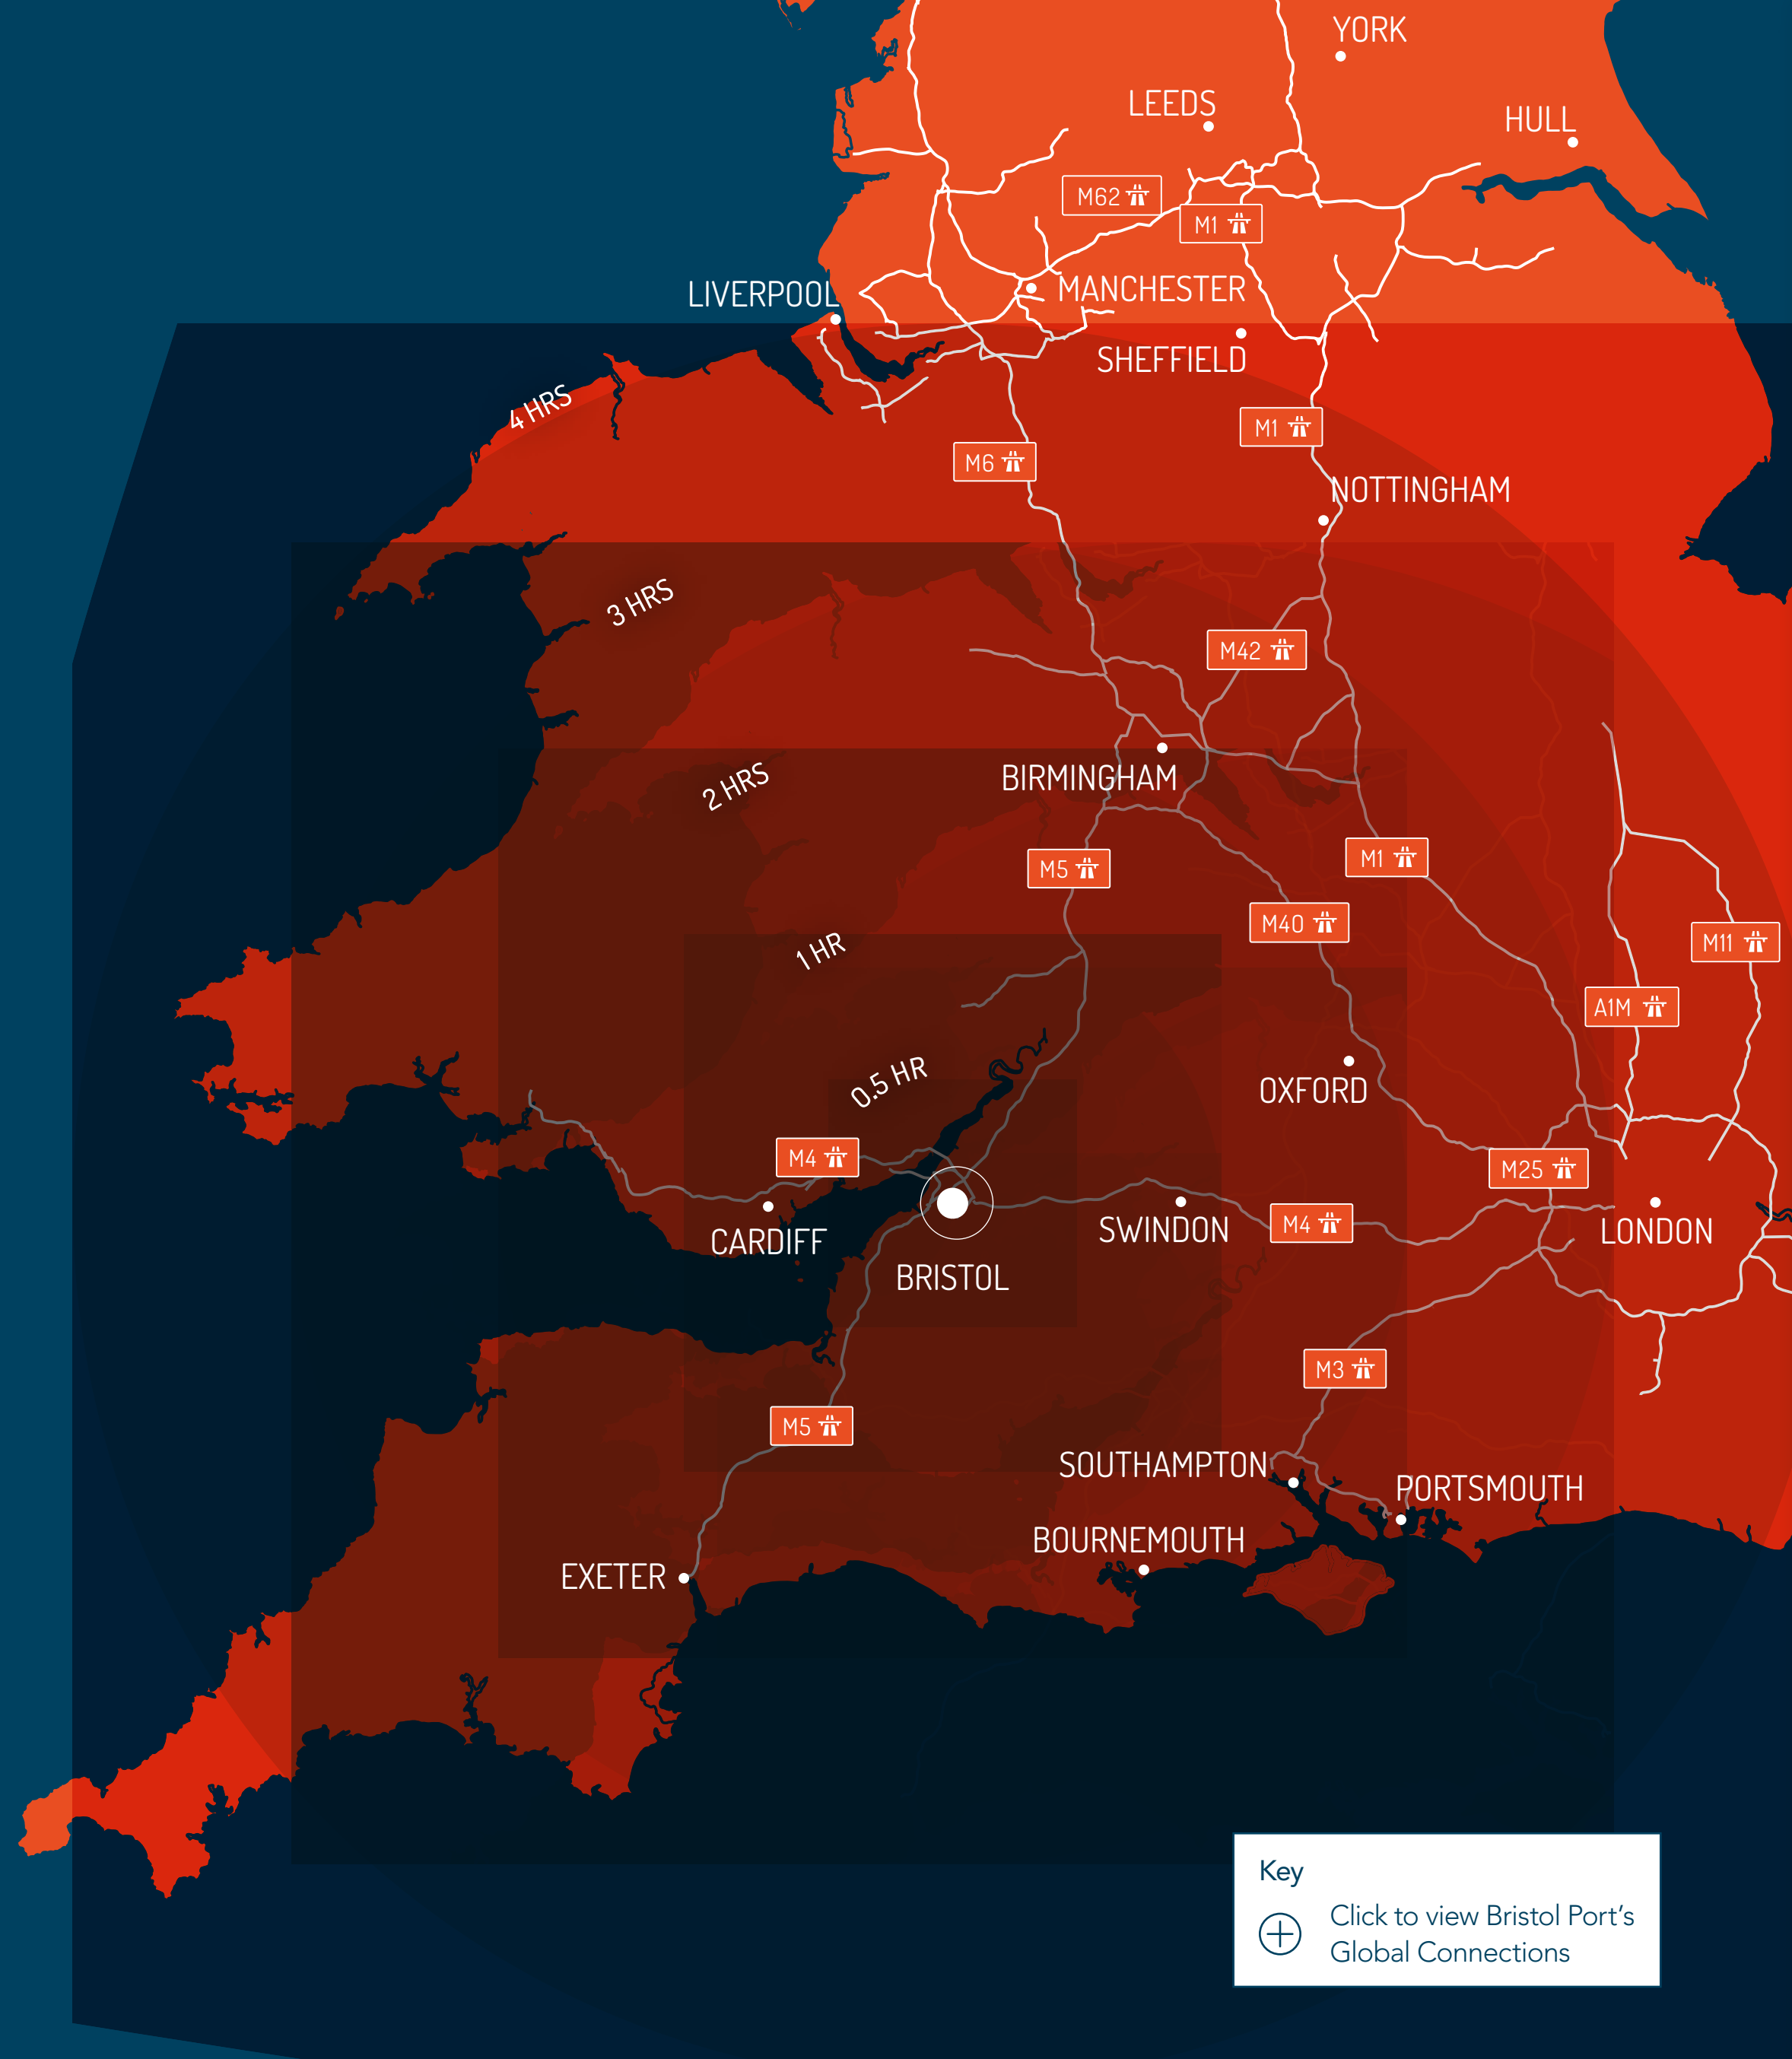 YORK
LEEDS
HULL
M62
M1
LIVERPOOL
MANCHESTER
SHEFFIELD
4 HRS
M1
M6
NOTTINGHAM
3 HRS
M42
2 HRS
BIRMINGHAM
M5
M1
M40
M11
1 HR
A1M
0.5 HR
OXFORD
M4
M25
CARDIFF
SWINDON
M4
LONDON
BRISTOL
M3
M5
SOUTHAMPTON
PORTSMOUTH
BOURNEMOUTH
EXETER
Key
Click to view Bristol Port's
Global Connections